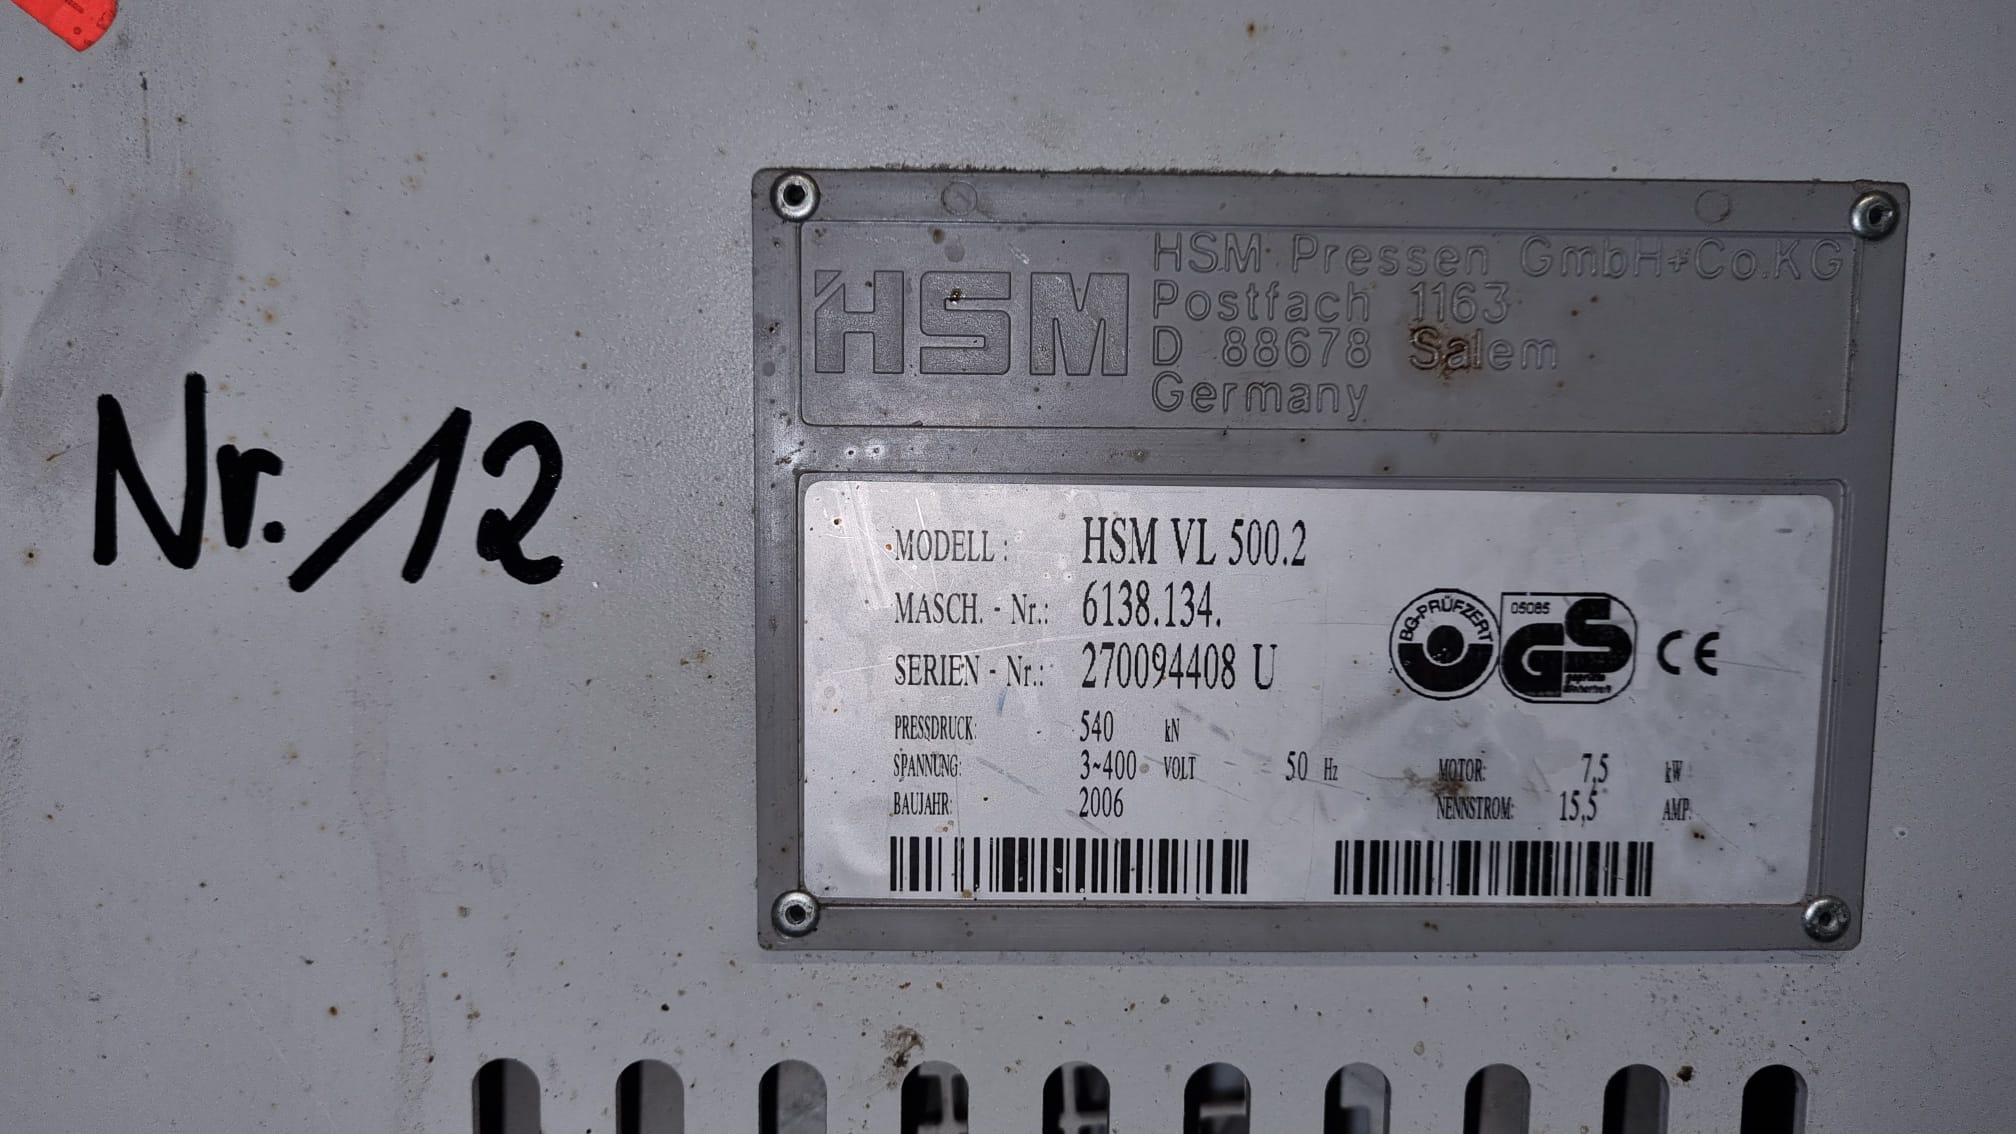 Nr. 12
HSM
HSM Pressen GmbH+Co.KG
Postfach 1163
D 88678 Salem
Germany
MODELL: HSM VL 500.2
MASCH. - Nr.: 6138.134.
SERIEN - Nr.: 270094408 U
BG-PRÜFZERT
05085
GS
geprüfte
Sicherheit
CE
PRESSDRUCK: 540 kN
SPANNUNG: 3~400 VOLT 50 Hz MOTOR: 7,5 kW
BAUJAHR: 2006 NENNSTROM: 15,5 AMP.